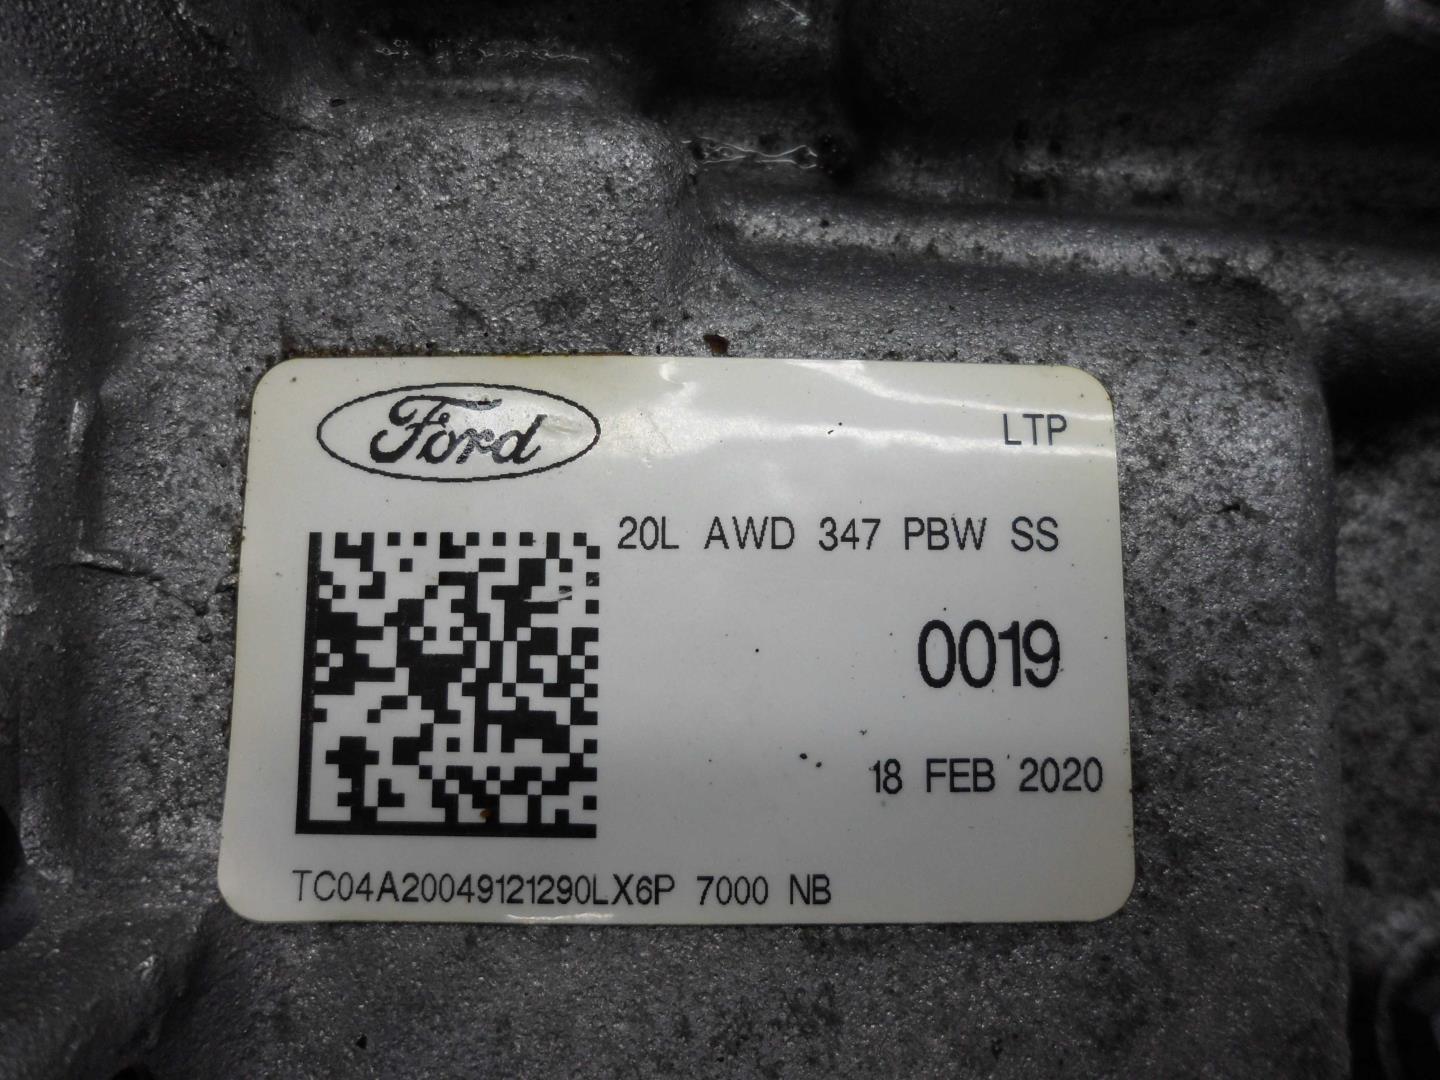 Ford
LTP
20L AWD 347 PBW SS
0019
18 FEB 2020
TC04A20049121290LX6P 7000 NB